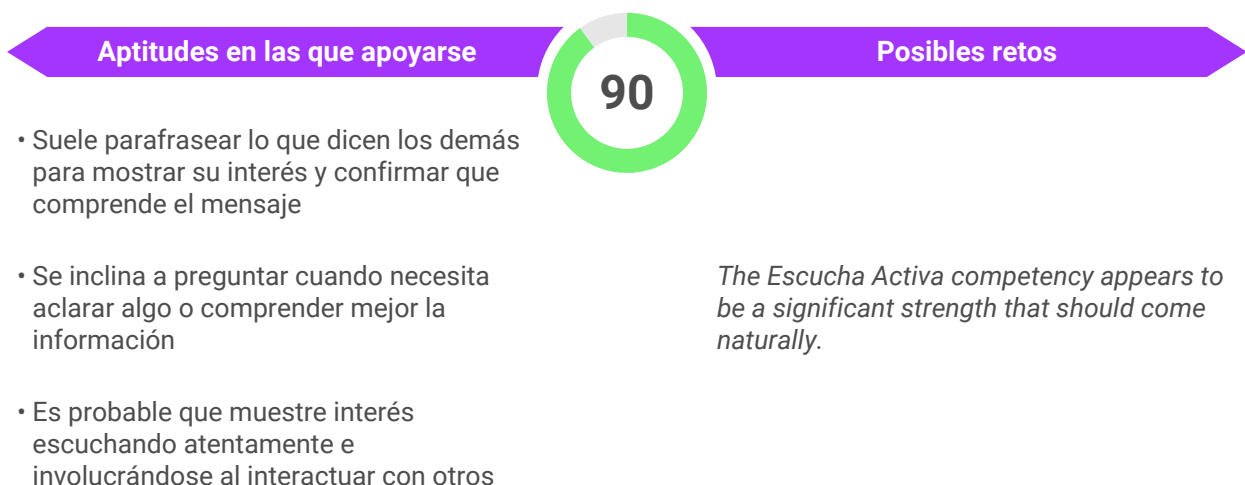 Aptitudes en las que apoyarse
90
Posibles retos
• Suele parafrasear lo que dicen los demás
para mostrar su interés y confirmar que
comprende el mensaje
• Se inclina a preguntar cuando necesita
aclarar algo o comprender mejor la
información
• Es probable que muestre interés
escuchando atentamente e
involucrándose al interactuar con otros
The Escucha Activa competency appears to
be a significant strength that should come
naturally.